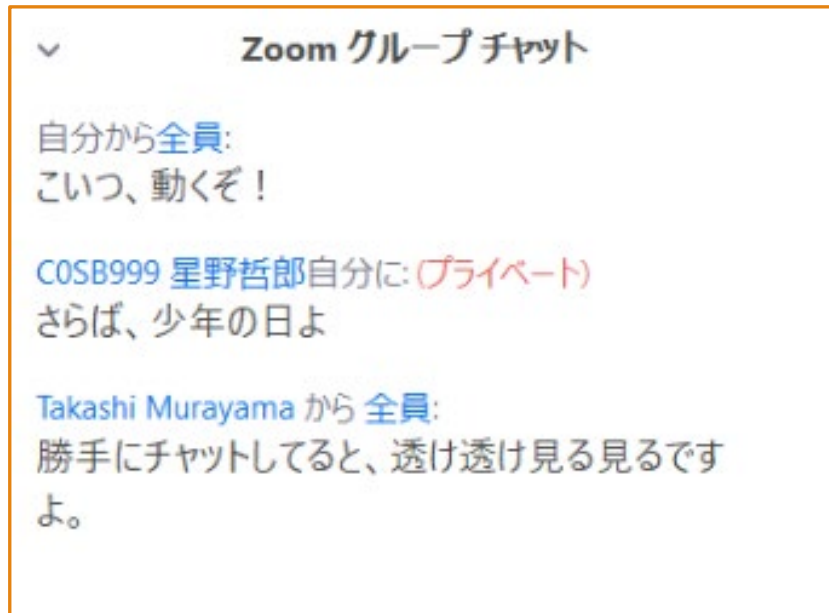 Zoom グループ チャット
自分から全員:
こいつ、動くぞ！
C0SB999 星野哲郎自分に: (プライベート)
さらば、少年の日よ
Takashi Murayama から 全員:
勝手にチャットしてると、透け透け見る見るです
よ。